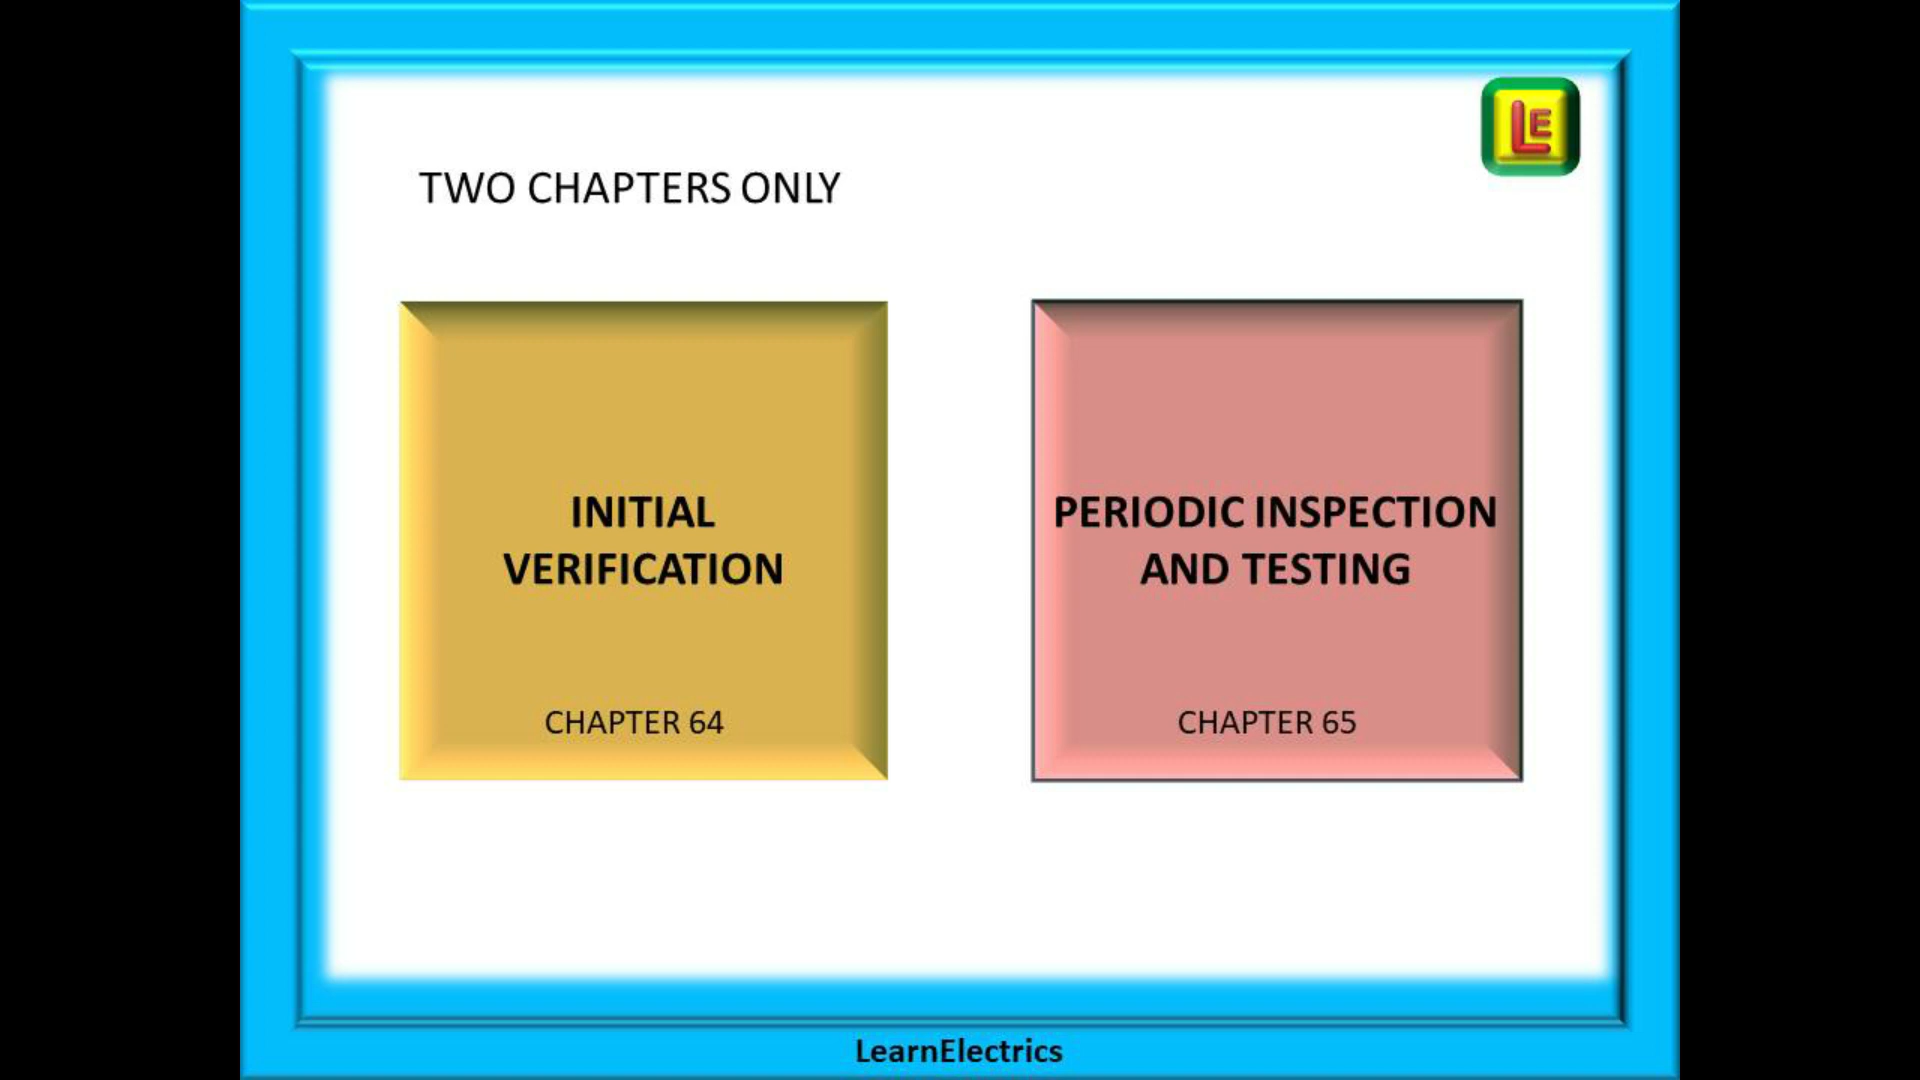 LE
TWO CHAPTERS ONLY
INITIAL
VERIFICATION
CHAPTER 64
PERIODIC INSPECTION
AND TESTING
CHAPTER 65
LearnElectrics